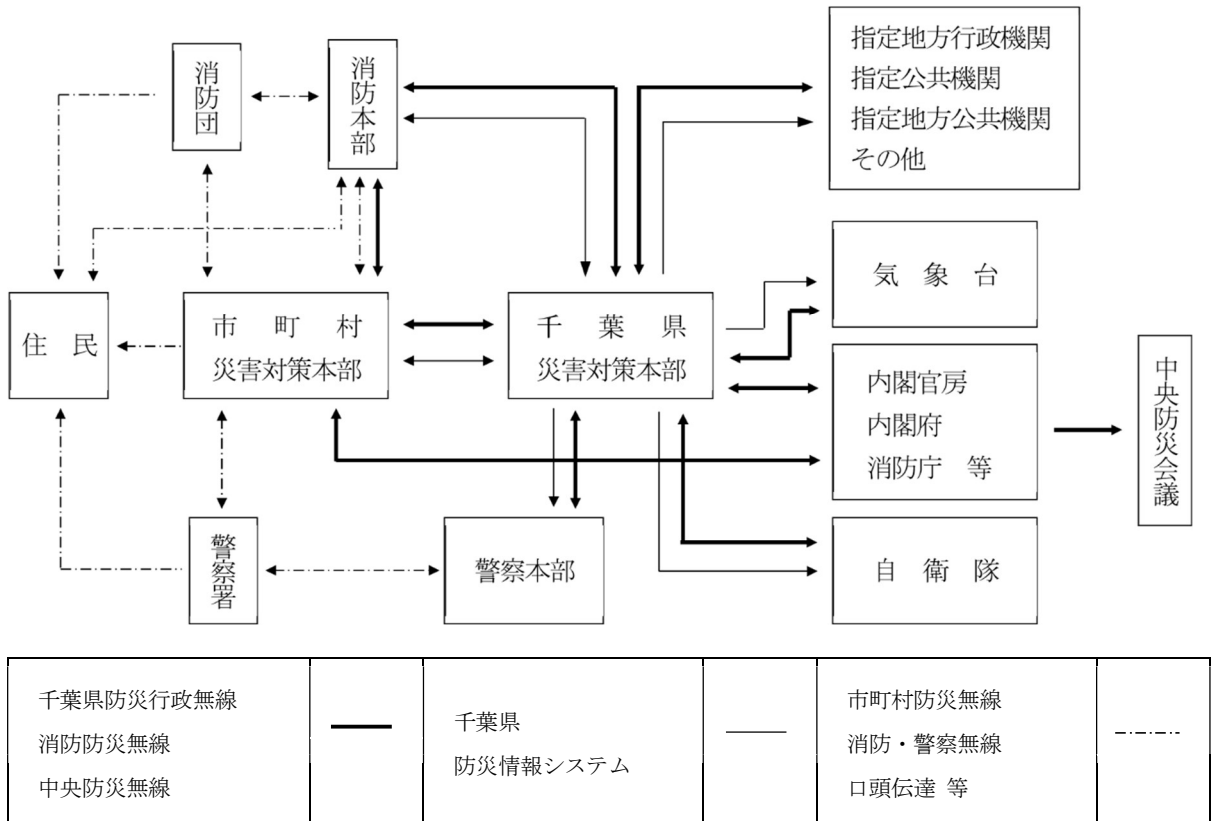 消防団
消防本部
指定地方行政機関
指定公共機関
指定地方公共機関
その他
気 象 台
住 民
市 町 村
災害対策本部
千 葉 県
災害対策本部
内閣官房
内閣府
消防庁 等
中央防災会議
警察署
警察本部
自 衛 隊
千葉県防災行政無線
消防防災無線
中央防災無線
千葉県
防災情報システム
市町村防災無線
消防・警察無線
口頭伝達 等